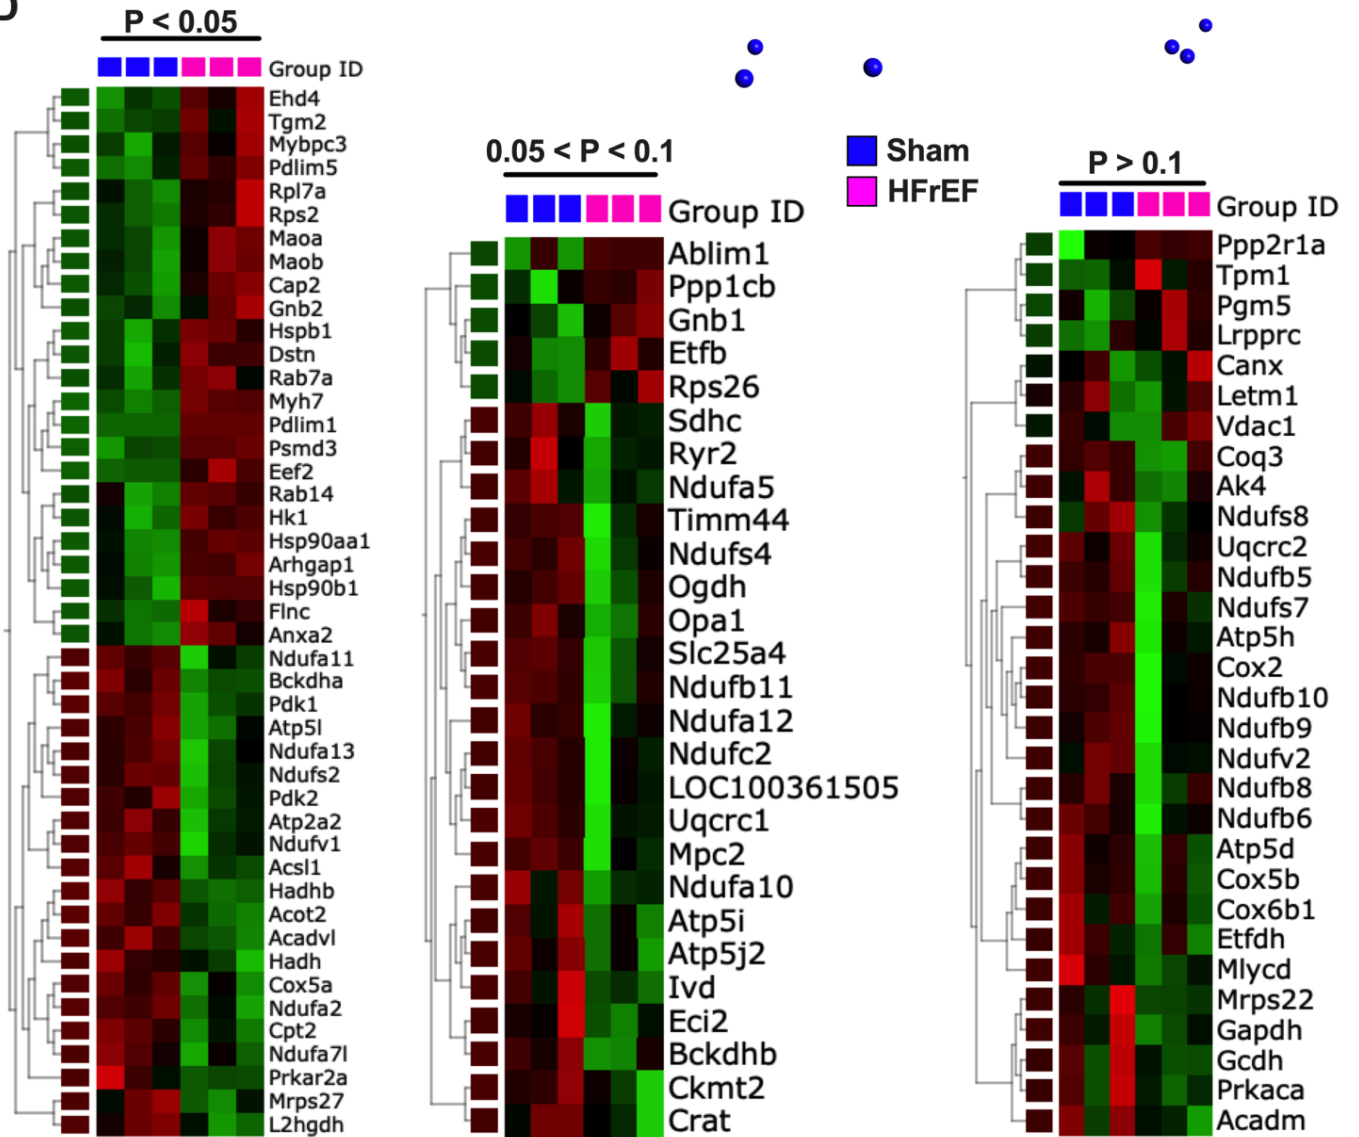 D
P < 0.05
Group ID
Ehd4
Tgm2
Mybpc3
Pdlim5
Rpl7a
Rps2
Maoa
Maob
Cap2
Gnb2
Hspb1
Dstn
Rab7a
Myh7
Pdlim1
Psmd3
Eef2
Rab14
Hk1
Hsp90aa1
Arhgap1
Hsp90b1
Flnc
Anxa2
Ndufa11
Bckdha
Pdk1
Atp5l
Ndufa13
Ndufs2
Pdk2
Atp2a2
Ndufv1
Acsl1
Hadhb
Acot2
Acadvl
Hadh
Cox5a
Ndufa2
Cpt2
Ndufa7l
Prkar2a
Mrps27
L2hgdh
0.05 < P < 0.1
Group ID
Ablim1
Ppp1cb
Gnb1
Etfb
Rps26
Sdhc
Ryr2
Ndufa5
Timm44
Ndufs4
Ogdh
Opa1
Slc25a4
Ndufb11
Ndufa12
Ndufc2
LOC100361505
Uqcrc1
Mpc2
Ndufa10
Atp5i
Atp5j2
Ivd
Eci2
Bckdhb
Ckmt2
Crat
Sham
HFrEF
P > 0.1
Group ID
Ppp2r1a
Tpm1
Pgm5
Lrpprc
Canx
Letm1
Vdac1
Coq3
Ak4
Ndufs8
Uqcrc2
Ndufb5
Ndufs7
Atp5h
Cox2
Ndufb10
Ndufb9
Ndufv2
Ndufb8
Ndufb6
Atp5d
Cox5b
Cox6b1
Etfdh
Mlycd
Mrps22
Gapdh
Gcdh
Prkaca
Acadm